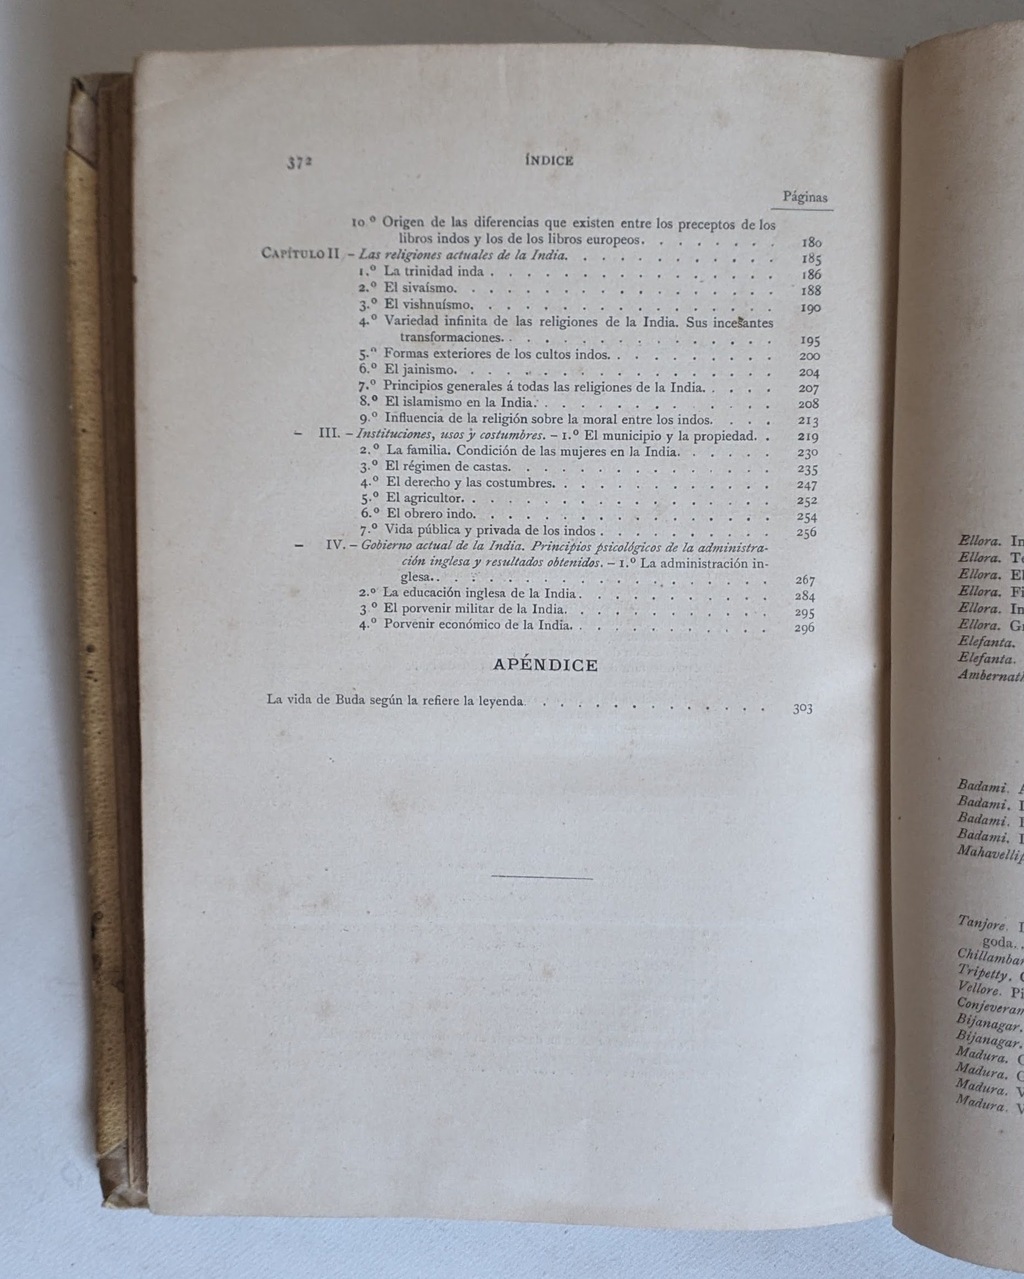 372
ÍNDICE
Páginas
10.º Origen de las diferencias que existen entre los preceptos de los
libros indos y los de los libros europeos. . . . . . . . 180
CAPÍTULO II – Las religiones actuales de la India. . . . . . . . . . . . 185
1.º La trinidad inda . . . . . . . . . . . . . . . . 186
2.º El sivaísmo. . . . . . . . . . . . . . . . . 188
3.º El vishnuísmo. . . . . . . . . . . . . . . . 190
4.º Variedad infinita de las religiones de la India. Sus incesantes
transformaciones. . . . . . . . . . . . . . . 195
5.º Formas exteriores de los cultos indos. . . . . . . . . 200
6.º El jainismo. . . . . . . . . . . . . . . . . 204
7.º Principios generales á todas las religiones de la India. . . . . 207
8.º El islamismo en la India. . . . . . . . . . . . . 208
9.º Influencia de la religión sobre la moral entre los indos. . . . 213
– III. – Instituciones, usos y costumbres. – 1.º El municipio y la propiedad. . 219
2.º La familia. Condición de las mujeres en la India. . . . . . 230
3.º El régimen de castas. . . . . . . . . . . . . . 235
4.º El derecho y las costumbres. . . . . . . . . . . . 247
5.º El agricultor. . . . . . . . . . . . . . . . . 252
6.º El obrero indo. . . . . . . . . . . . . . . . 254
7.º Vida pública y privada de los indos . . . . . . . . . 256
– IV. – Gobierno actual de la India. Principios psicológicos de la administra-
ción inglesa y resultados obtenidos. – 1.º La administración in-
glesa. . . . . . . . . . . . . . . . . . . 267
2.º La educación inglesa de la India . . . . . . . . . . 284
3.º El porvenir militar de la India. . . . . . . . . . . 295
4.º Porvenir económico de la India. . . . . . . . . . . 296
APÉNDICE
La vida de Buda según la refiere la leyenda. . . . . . . . . . . . . 303
Ellora. In
Ellora. Te
Ellora. El
Ellora. Fi
Ellora. In
Ellora. Gr
Elefanta.
Elefanta.
Ambernath
Badami.
Badami. I
Badami. I
Badami. I
Mahavellip
Tanjore. I
goda. .
Chillambar
Tripetty. C
Vellore. Pi
Conjeveram
Bijanagar.
Bijanagar.
Madura. C
Madura. C
Madura. V
Madura. V